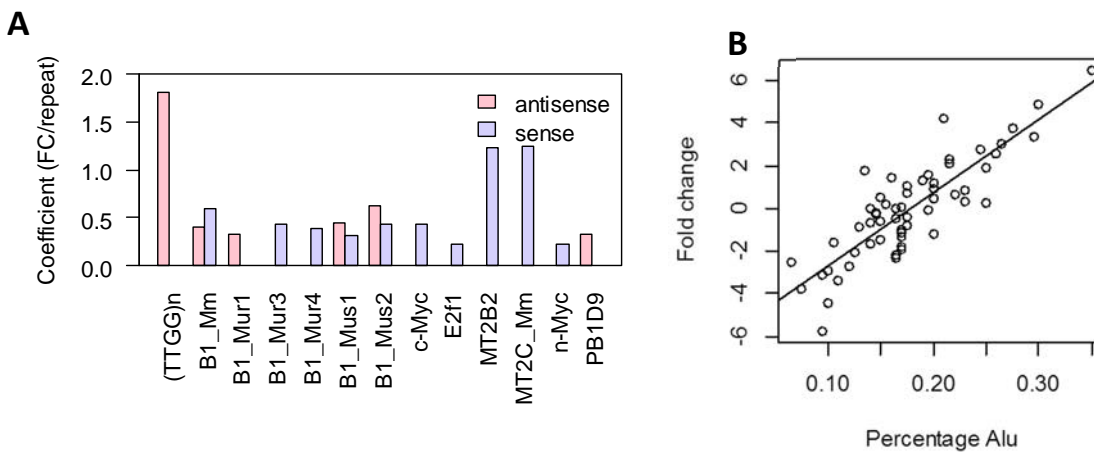 A
Coefficient (FC/repeat)
2.0
1.5
1.0
0.5
0.0
antisense
sense
(TTGG)n
B1_Mm
B1_Mur1
B1_Mur3
B1_Mur4
B1_Mus1
B1_Mus2
c-Myc
E2f1
MT2B2
MT2C_Mm
n-Myc
PB1D9
B
Fold change
6
4
2
0
-2
-4
-6
0.10
0.20
0.30
Percentage Alu